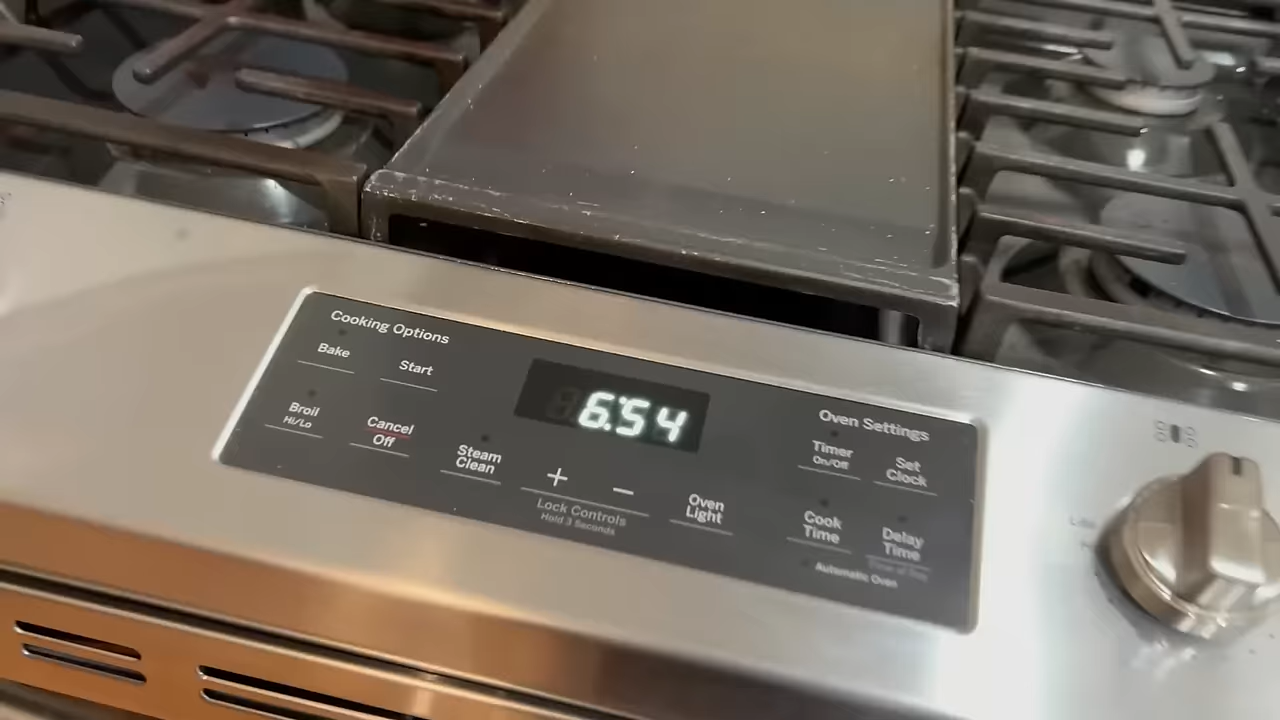 Cooking Options
Bake
Start
Broil
Hi/Lo
Cancel
Off
Steam
Clean
6:54
+
−
Lock Controls
Hold 3 Seconds
Oven
Light
Oven Settings
Timer
On/Off
Set
Clock
Cook
Time
Delay
Time
Automatic Oven